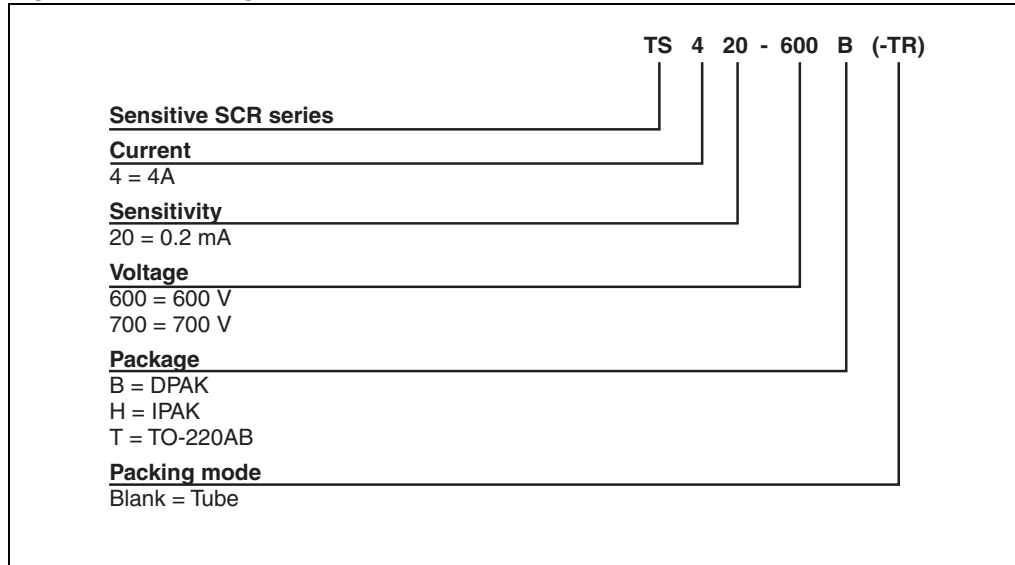 TS 4 20 - 600 B (-TR)
Sensitive SCR series
Current
4 = 4A
Sensitivity
20 = 0.2 mA
Voltage
600 = 600 V
700 = 700 V
Package
B = DPAK
H = IPAK
T = TO-220AB
Packing mode
Blank = Tube